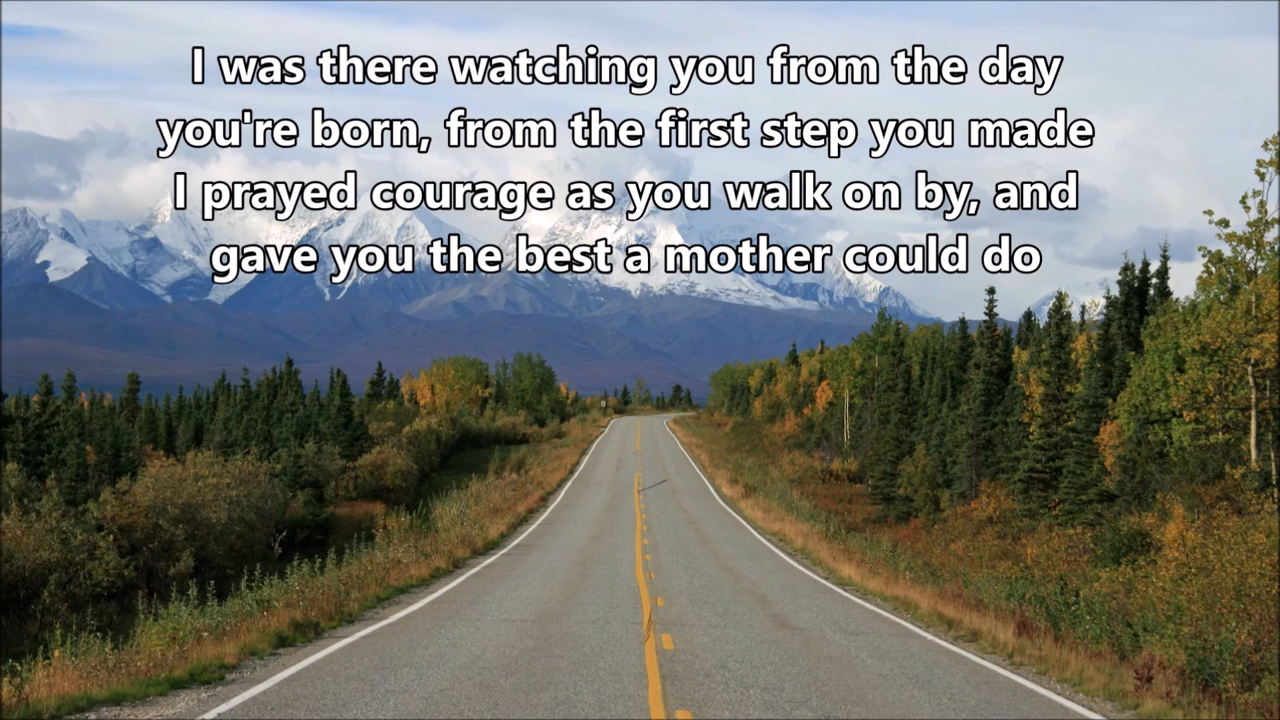 I was there watching you from the day
you're born, from the first step you made
I prayed courage as you walk on by, and
gave you the best a mother could do